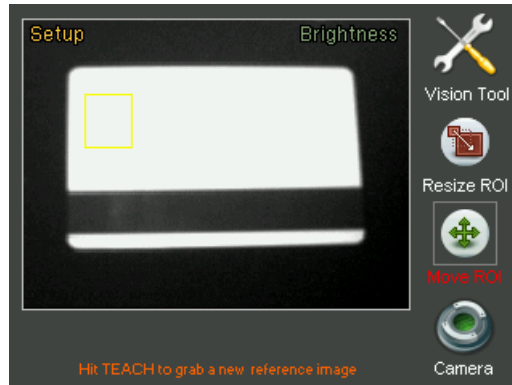 Setup
Brightness
Vision Tool
Resize ROI
Move ROI
Camera
Hit TEACH to grab a new reference image